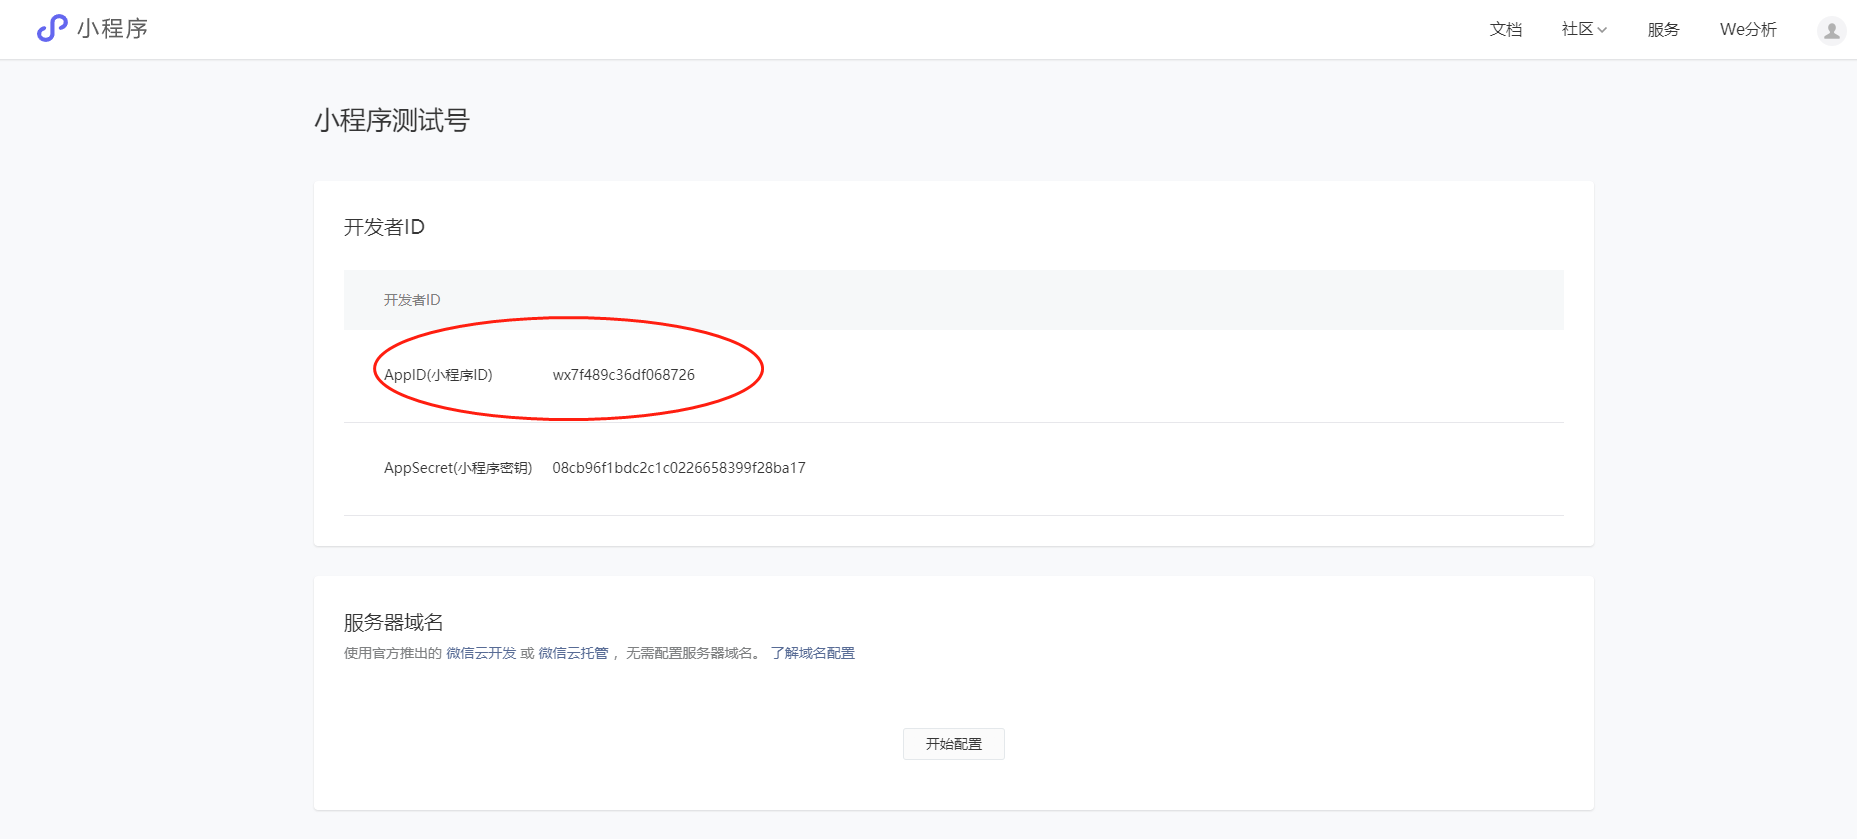 小程序
文档 社区 服务 We分析
小程序测试号
开发者ID
开发者ID
AppID(小程序ID) wx7f489c36df068726
AppSecret(小程序密钥) 08cb96f1bdc2c1c0226658399f28ba17
服务器域名
使用官方推出的 微信云开发 或 微信云托管 ，无需配置服务器域名。 了解域名配置
开始配置